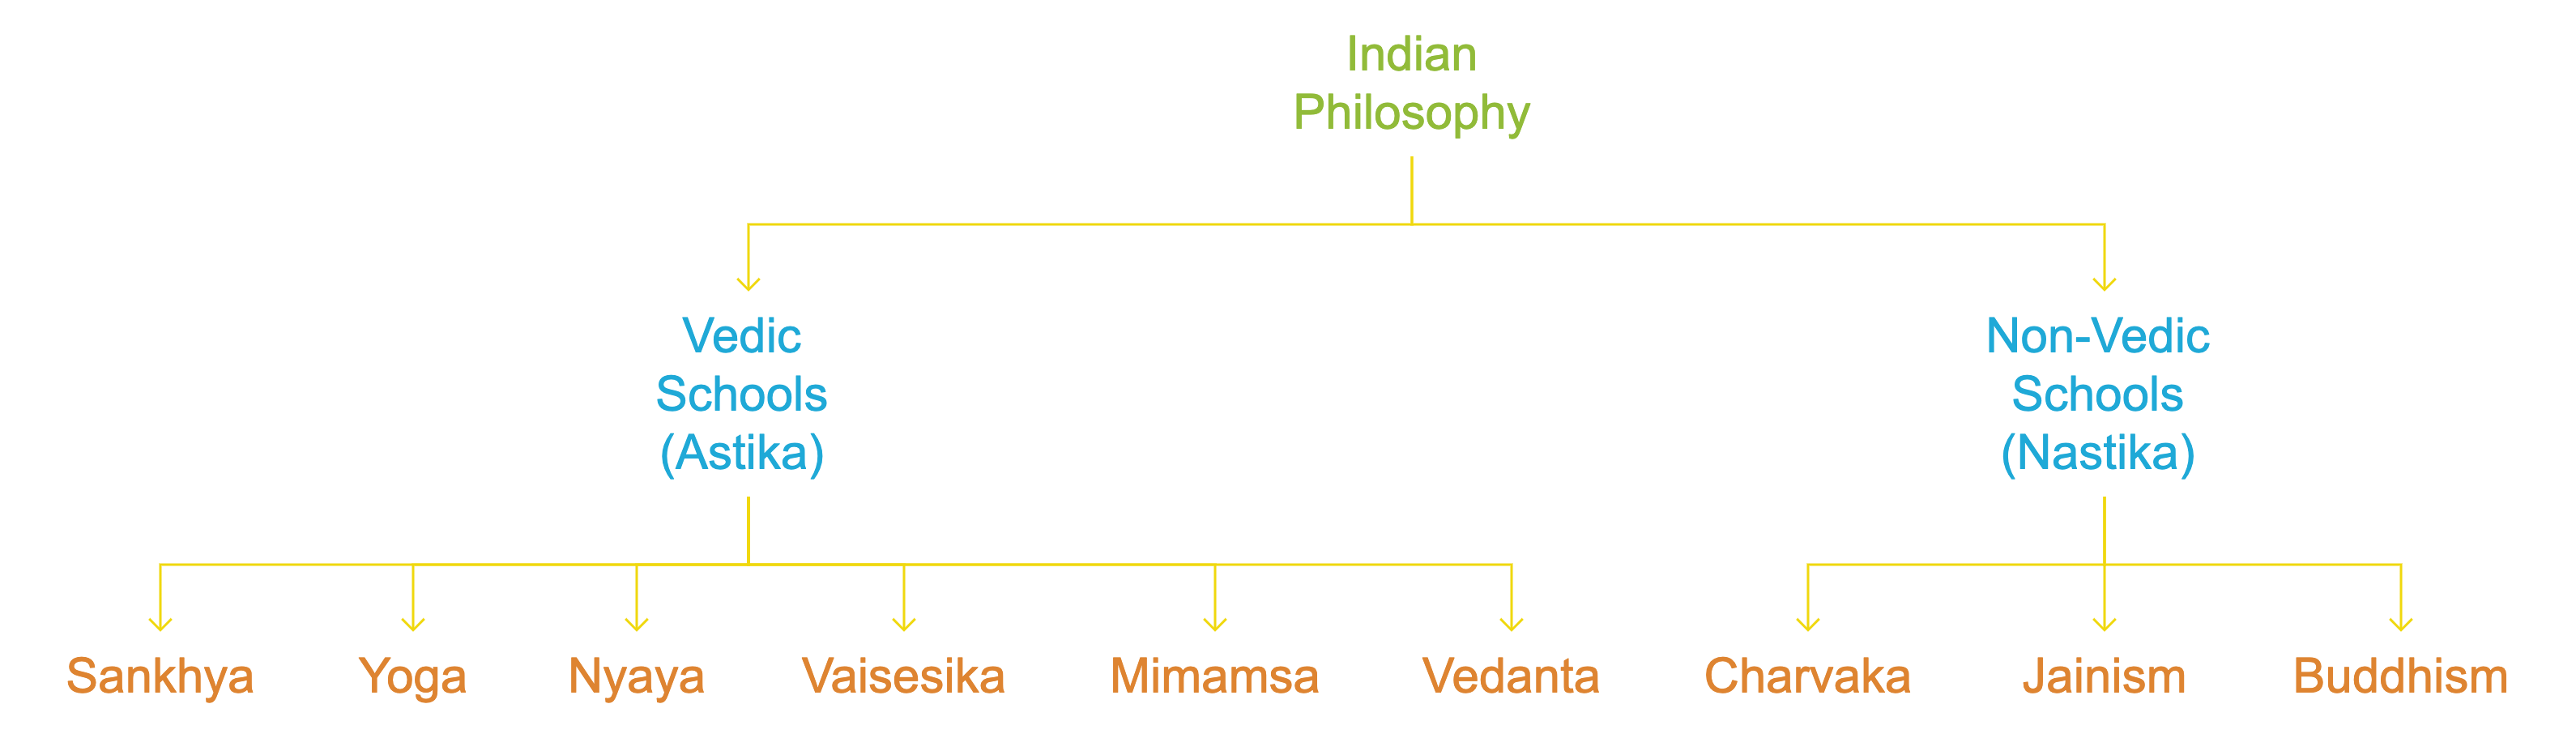 Indian
Philosophy
Vedic
Schools
(Astika)
Non-Vedic
Schools
(Nastika)
Sankhya
Yoga
Nyaya
Vaisesika
Mimamsa
Vedanta
Charvaka
Jainism
Buddhism